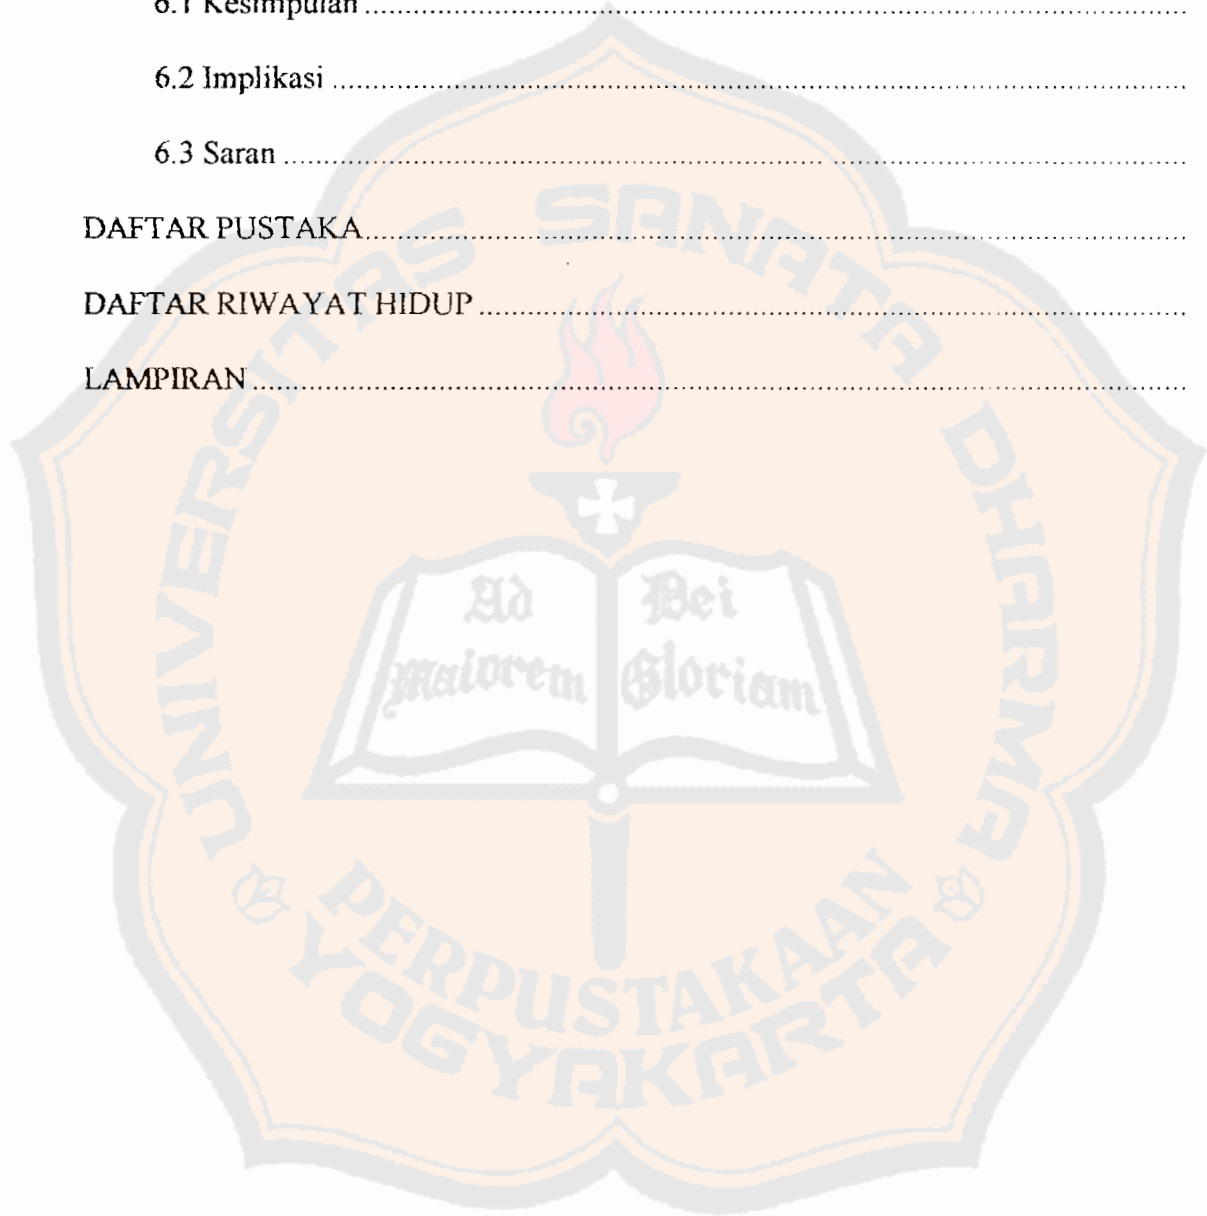 6.1 Kesimpulan ........................................
6.2 Implikasi ........................................
6.3 Saran ........................................
DAFTAR PUSTAKA ........................................
DAFTAR RIWAYAT HIDUP ........................................
LAMPIRAN ........................................
UNIVERSITAS SANATA DHARMA
Ad Dei
maiorem Gloriam
PERPUSTAKAAN
YOGYAKARTA